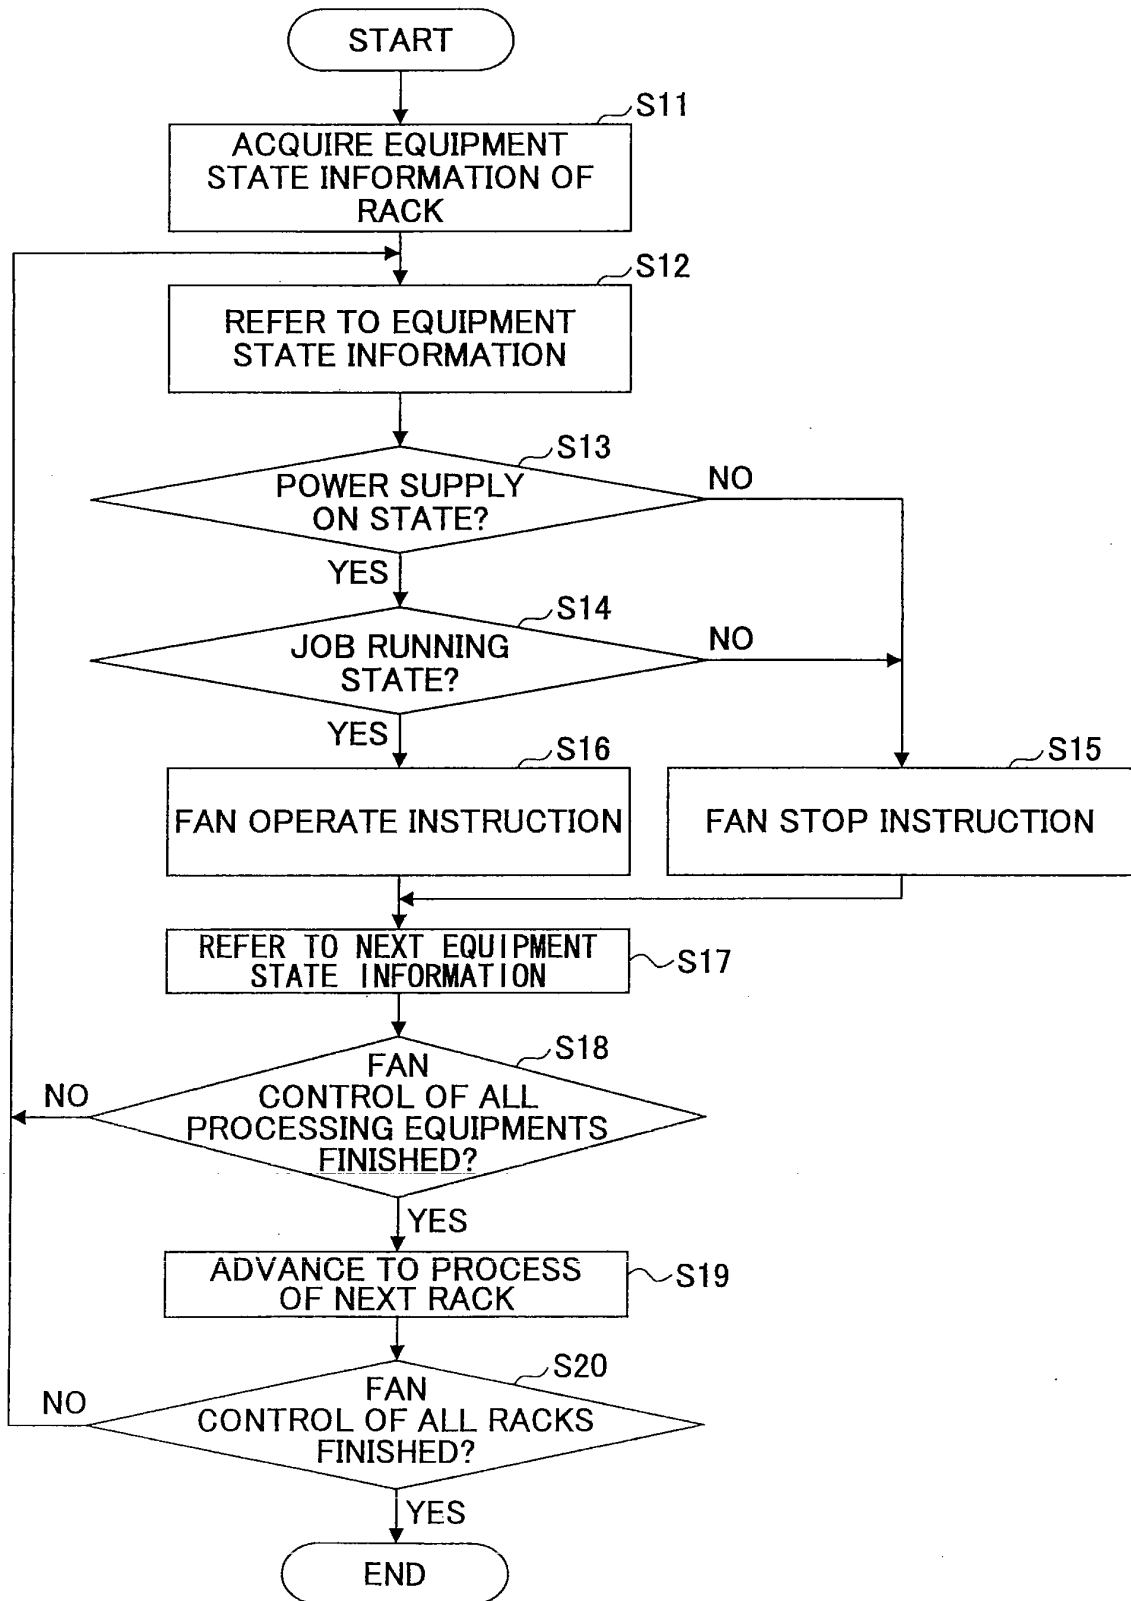 START
S11
ACQUIRE EQUIPMENT
STATE INFORMATION OF
RACK
S12
REFER TO EQUIPMENT
STATE INFORMATION
S13
POWER SUPPLY
ON STATE?
NO
YES
S14
JOB RUNNING
STATE?
NO
YES
S16
FAN OPERATE INSTRUCTION
S15
FAN STOP INSTRUCTION
REFER TO NEXT EQUIPMENT
STATE INFORMATION
S17
S18
FAN
CONTROL OF ALL
PROCESSING EQUIPMENTS
FINISHED?
NO
YES
ADVANCE TO PROCESS
OF NEXT RACK
S19
S20
FAN
CONTROL OF ALL RACKS
FINISHED?
NO
YES
END